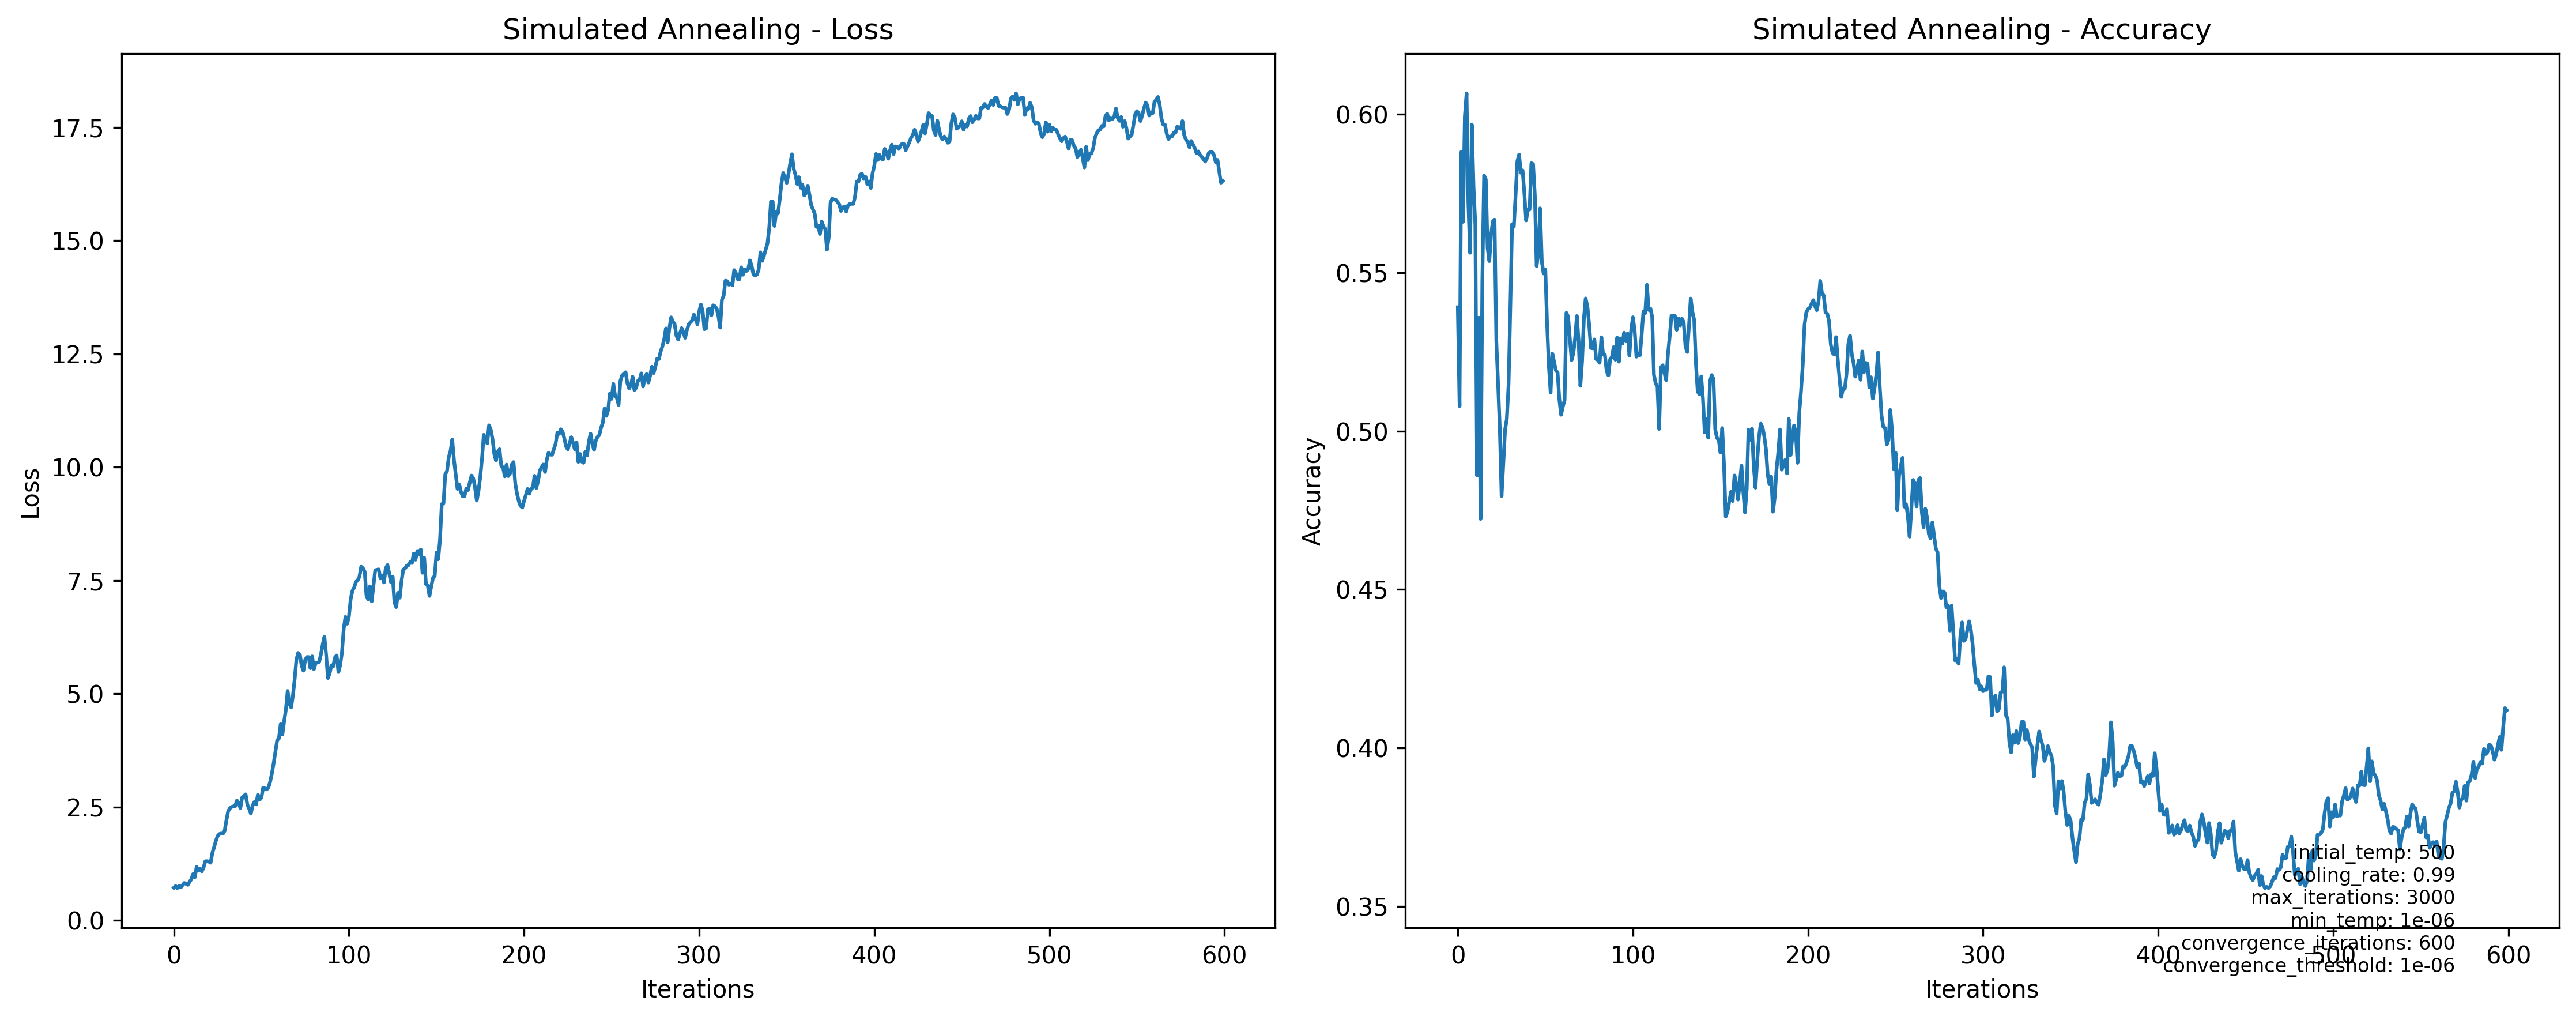 Simulated Annealing - Loss
17.5
15.0
12.5
10.0
7.5
5.0
2.5
0.0
Loss
0
100
200
300
400
500
600
Iterations
Simulated Annealing - Accuracy
0.60
0.55
0.50
0.45
0.40
0.35
Accuracy
0
100
200
300
400
500
600
Iterations
initial_temp: 500
cooling_rate: 0.99
max_iterations: 3000
min_temp: 1e-06
convergence_iterations: 600
convergence_threshold: 1e-06